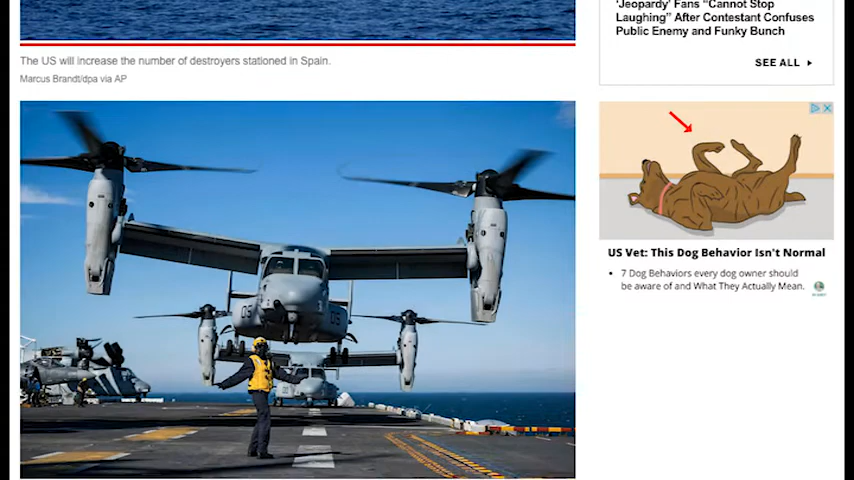 'Jeopardy' Fans "Cannot Stop
Laughing" After Contestant Confuses
Public Enemy and Funky Bunch
SEE ALL
The US will increase the number of destroyers stationed in Spain.
Marcus Brandt/dpa via AP
05
05
US Vet: This Dog Behavior Isn't Normal
• 7 Dog Behaviors every dog owner should
be aware of and What They Actually Mean.